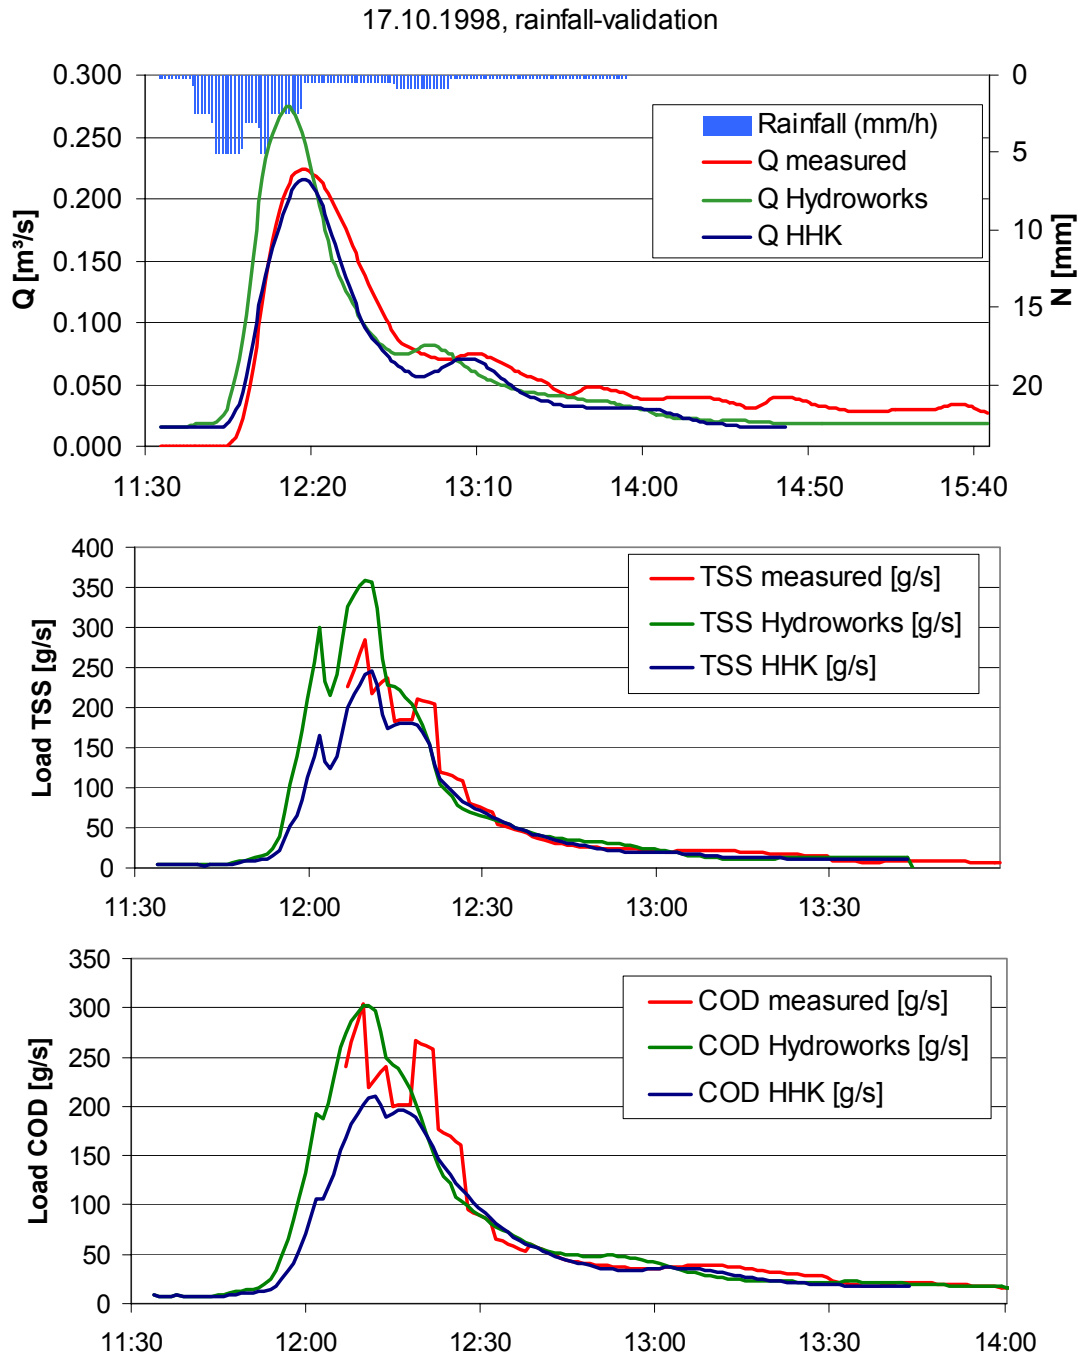 17.10.1998, rainfall-validation
0.300
0.250
0.200
0.150
0.100
0.050
0.000
Q [m³/s]
0
5
10
15
20
N [mm]
Rainfall (mm/h)
Q measured
Q Hydroworks
Q HHK
11:30 12:20 13:10 14:00 14:50 15:40
400
350
300
250
200
150
100
50
0
Load TSS [g/s]
TSS measured [g/s]
TSS Hydroworks [g/s]
TSS HHK [g/s]
11:30 12:00 12:30 13:00 13:30
350
300
250
200
150
100
50
0
Load COD [g/s]
COD measured [g/s]
COD Hydroworks [g/s]
COD HHK [g/s]
11:30 12:00 12:30 13:00 13:30 14:00